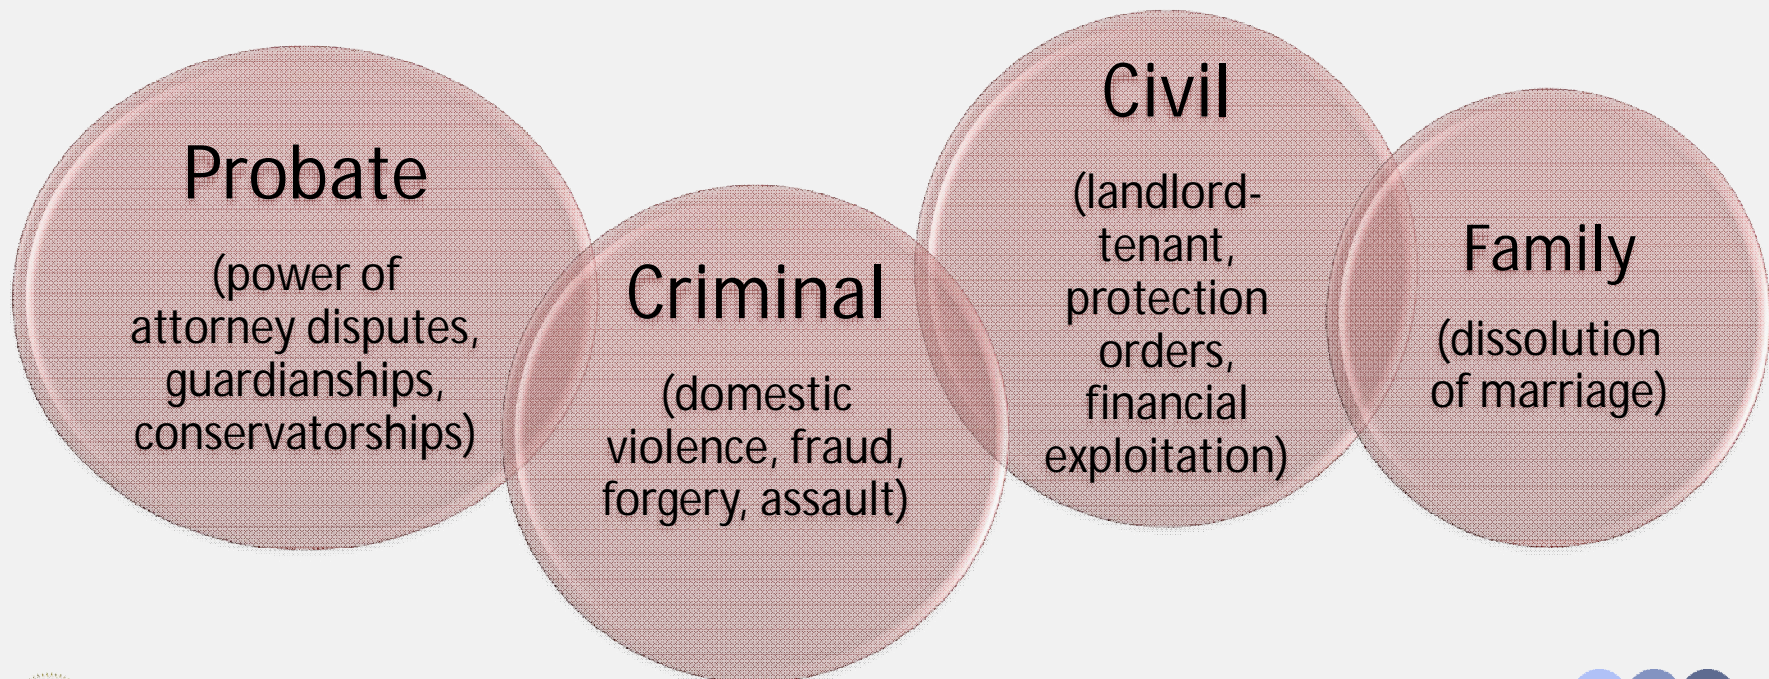 Probate
(power of
attorney disputes,
guardianships,
conservatorships)
Criminal
(domestic
violence, fraud,
forgery, assault)
Civil
(landlord-
tenant,
protection
orders,
financial
exploitation)
Family
(dissolution
of marriage)